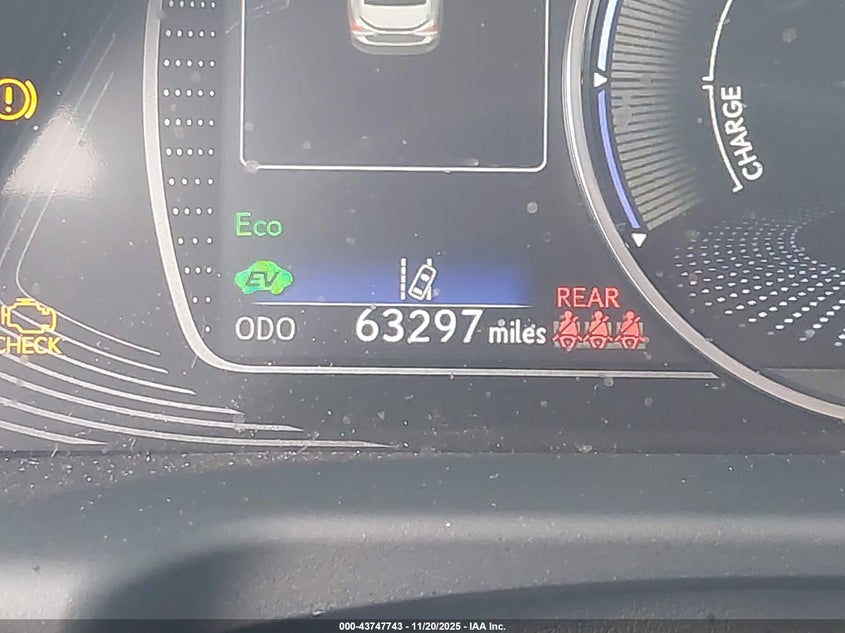 CHARGE
Eco
EV
REAR
ODO 63297 miles
CHECK
000-43747743 - 11/20/2025 - IAA Inc.